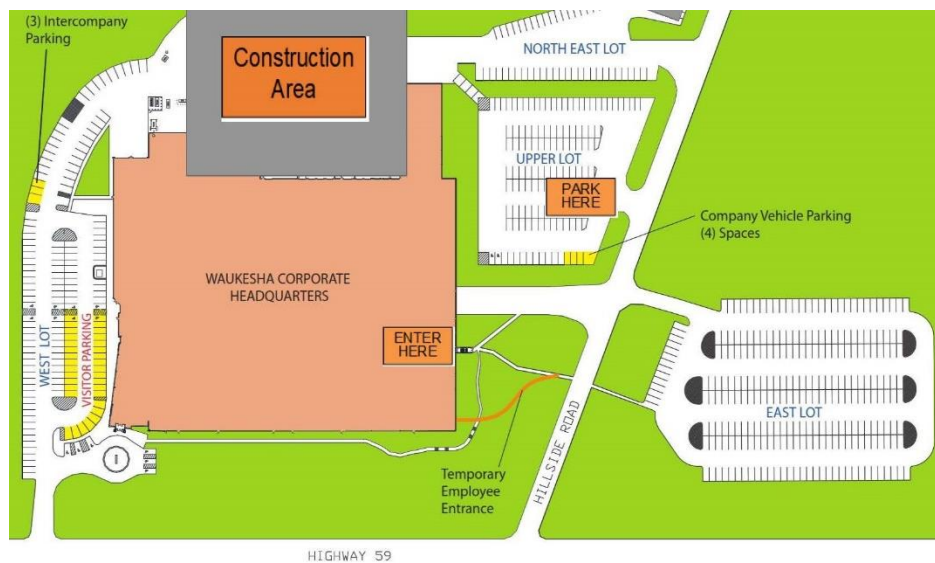 (3) Intercompany
Parking
Construction
Area
NORTH EAST LOT
UPPER LOT
PARK
HERE
Company Vehicle Parking
(4) Spaces
WAUKESHA CORPORATE
HEADQUARTERS
ENTER
HERE
WEST LOT
VISITOR PARKING
EAST LOT
HILLSIDE ROAD
Temporary
Employee
Entrance
HIGHWAY 59